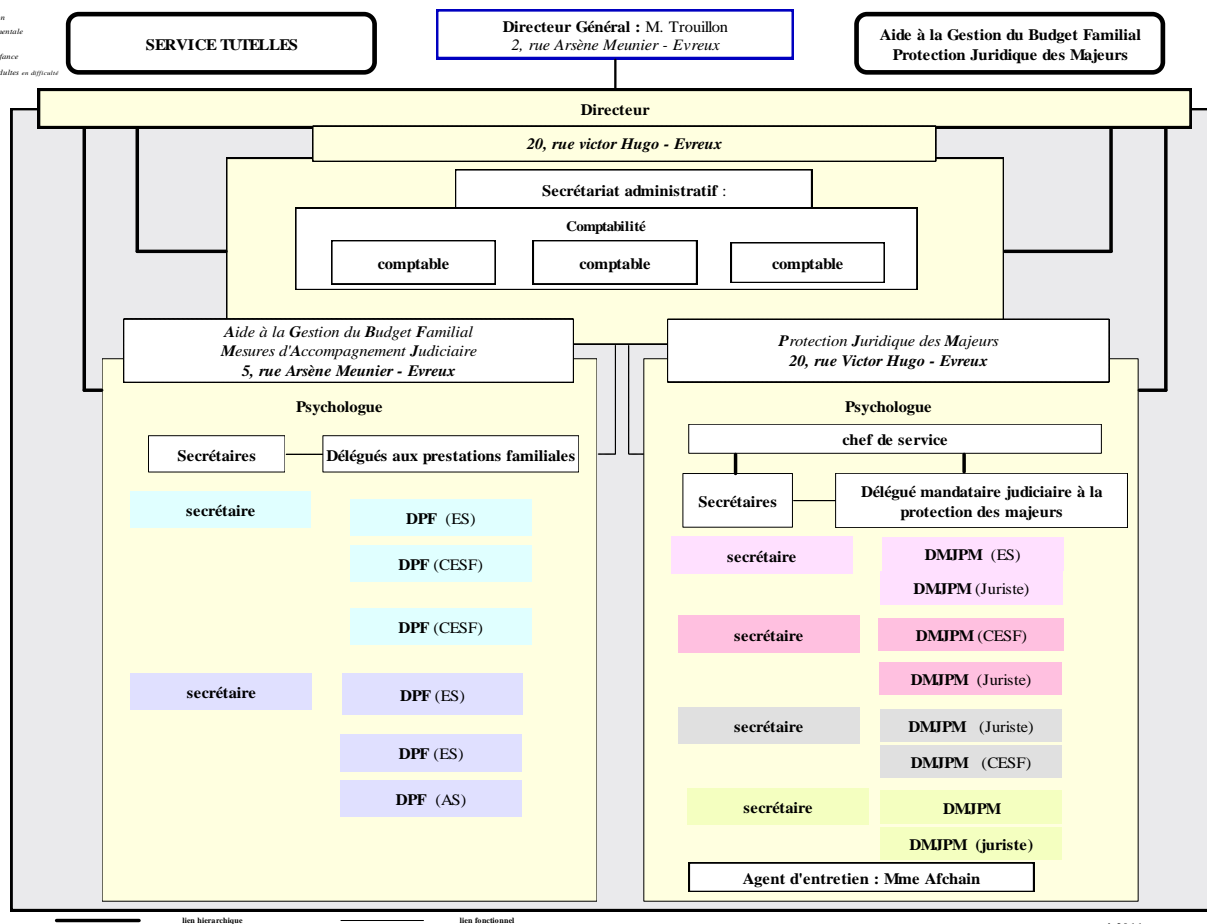 SERVICE TUTELLES
Directeur Général : M. Trouillon
2, rue Arsène Meunier - Evreux
Aide à la Gestion du Budget Familial
Protection Juridique des Majeurs
en difficulté
Directeur
20, rue victor Hugo - Evreux
Secrétariat administratif :
Comptabilité
comptable
comptable
comptable
Aide à la Gestion du Budget Familial
Mesures d'Accompagnement Judiciaire
5, rue Arsène Meunier - Evreux
Psychologue
Secrétaires
Délégués aux prestations familiales
secrétaire
DPF (ES)
DPF (CESF)
DPF (CESF)
secrétaire
DPF (ES)
DPF (ES)
DPF (AS)
Protection Juridique des Majeurs
20, rue Victor Hugo - Evreux
Psychologue
chef de service
Secrétaires
Délégué mandataire judiciaire à la
protection des majeurs
secrétaire
DMJPM (ES)
DMJPM (Juriste)
secrétaire
DMJPM (CESF)
DMJPM (Juriste)
secrétaire
DMJPM (Juriste)
DMJPM (CESF)
secrétaire
DMJPM
DMJPM (juriste)
Agent d'entretien : Mme Afchain
lien hierarchique
lien fonctionnel